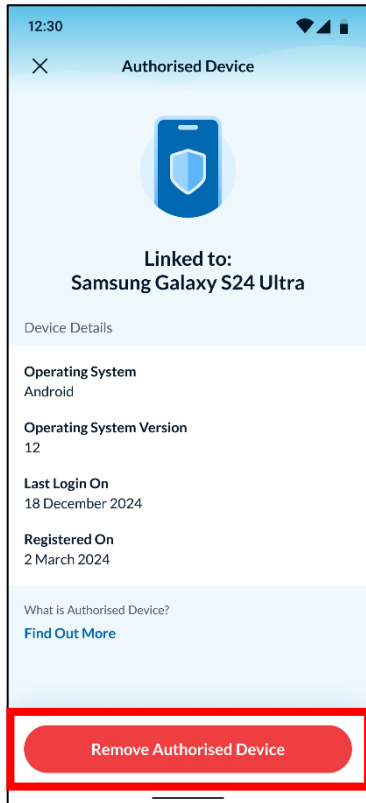 12:30
Authorised Device
Linked to:
Samsung Galaxy S24 Ultra
Device Details
Operating System
Android
Operating System Version
12
Last Login On
18 December 2024
Registered On
2 March 2024
What is Authorised Device?
Find Out More
Remove Authorised Device